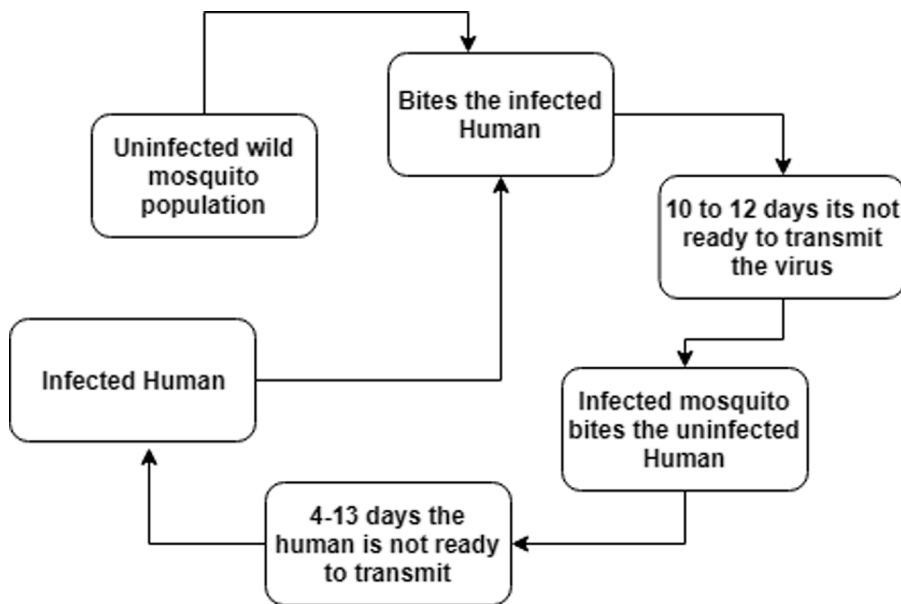 Bites the infected
Human
Uninfected wild
mosquito
population
10 to 12 days its not
ready to transmit
the virus
Infected Human
Infected mosquito
bites the uninfected
Human
4-13 days the
human is not ready
to transmit